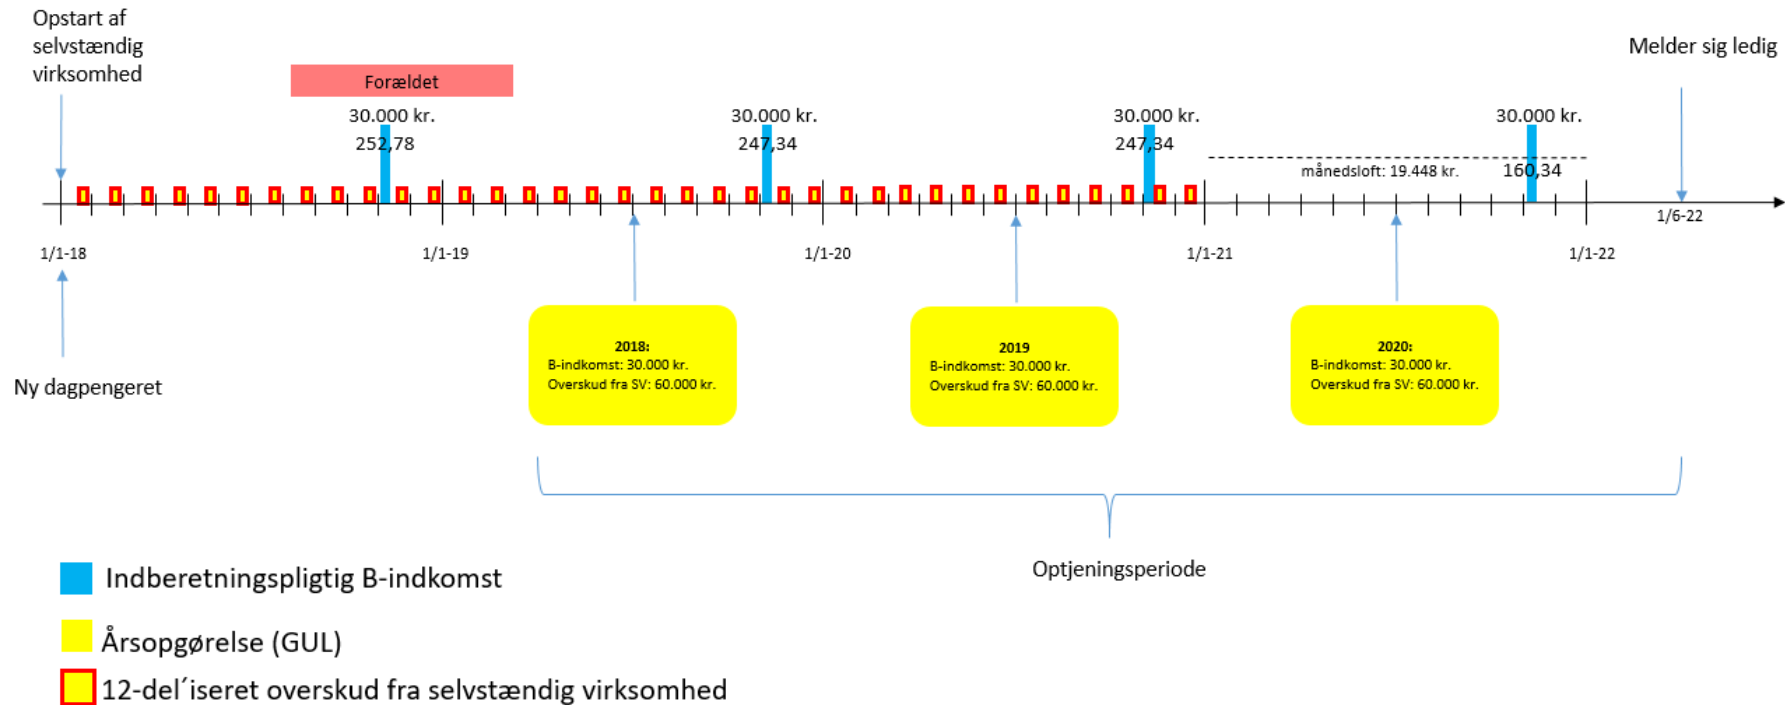 Opstart af
selvstændig
virksomhed
Melder sig ledig
Forældet
30.000 kr.
252,78
30.000 kr.
247,34
30.000 kr.
247,34
30.000 kr.
160,34
månedsloft: 19.448 kr.
1/6-22
1/1-18
1/1-19
1/1-20
1/1-21
1/1-22
Ny dagpengeret
2018:
B-indkomst: 30.000 kr.
Overskud fra SV: 60.000 kr.
2019
B-indkomst: 30.000 kr.
Overskud fra SV: 60.000 kr.
2020:
B-indkomst: 30.000 kr.
Overskud fra SV: 60.000 kr.
Optjeningsperiode
Indberetningspligtig B-indkomst
Årsopgørelse (GUL)
12-del´iseret overskud fra selvstændig virksomhed